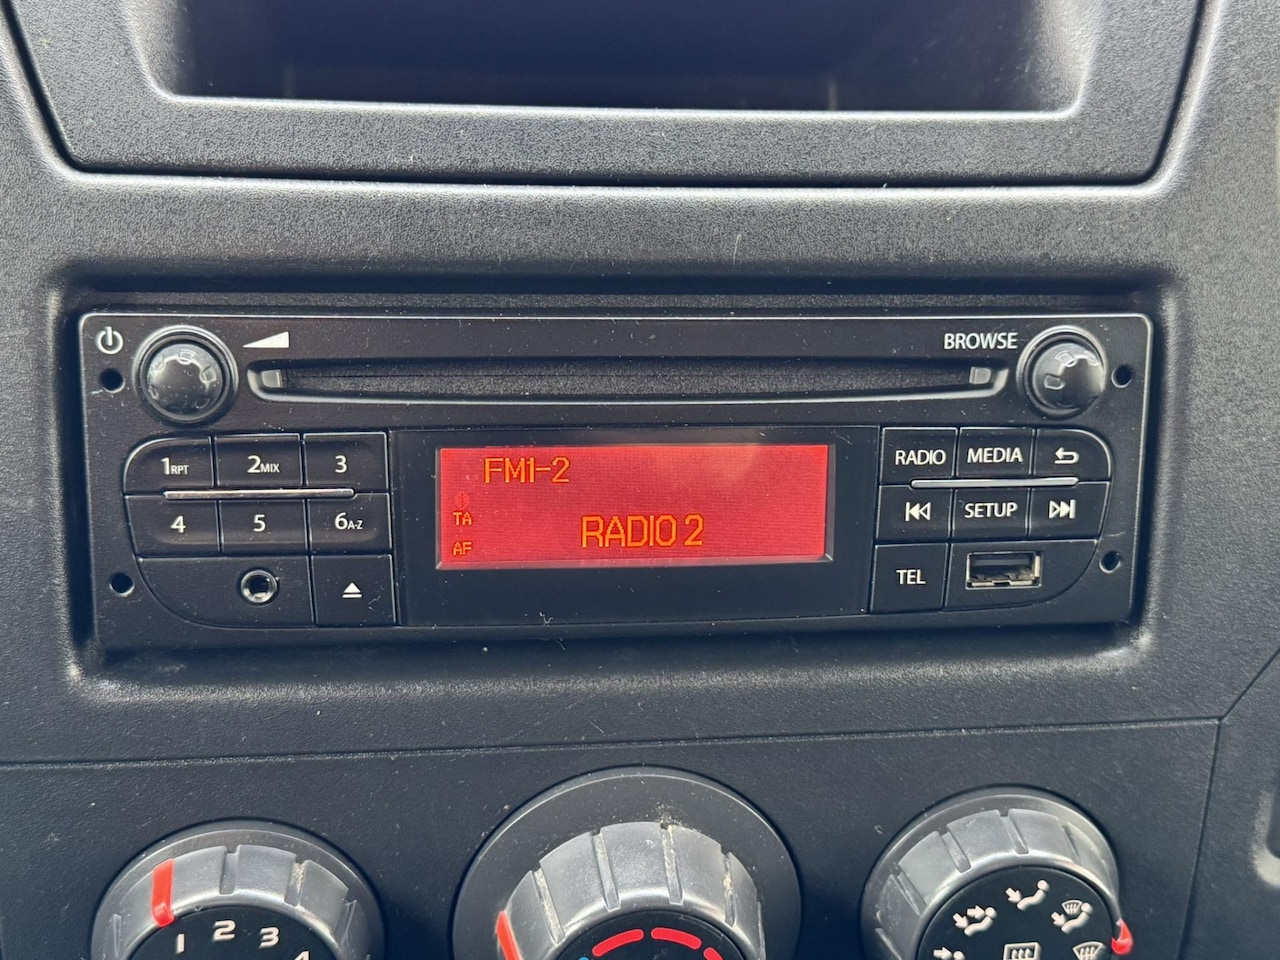 BROWSE
1RPT 2MIX 3
4 5 6A-Z
FM1-2
TA
AF
RADIO 2
RADIO MEDIA
SETUP
TEL
1 2 3 4